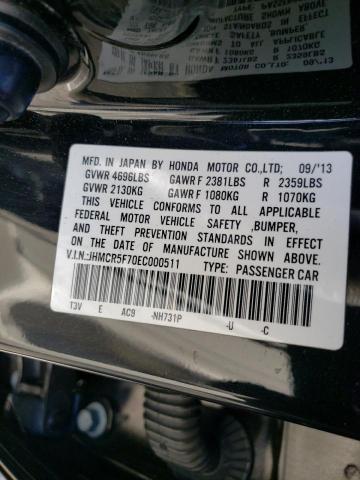 MFD. IN JAPAN BY HONDA MOTOR CO.,LTD 09/'13
GVWR 4696LBS GAWR F 2381LBS R 2359LBS
GVWR 2130KG GAWR F 1080KG R 1070KG
THIS VEHICLE CONFORMS TO ALL APPLICABLE
FEDERAL MOTOR VEHICLE SAFETY ,BUMPER,
AND THEFT PREVENTION STANDARDS IN EFFECT
ON THE DATE OF MANUFACTURE SHOWN ABOVE.
V.I.N.:JHMCR5F70EC000511 TYPE: PASSENGER CAR
T3V E AC9 -NH731P -U -C